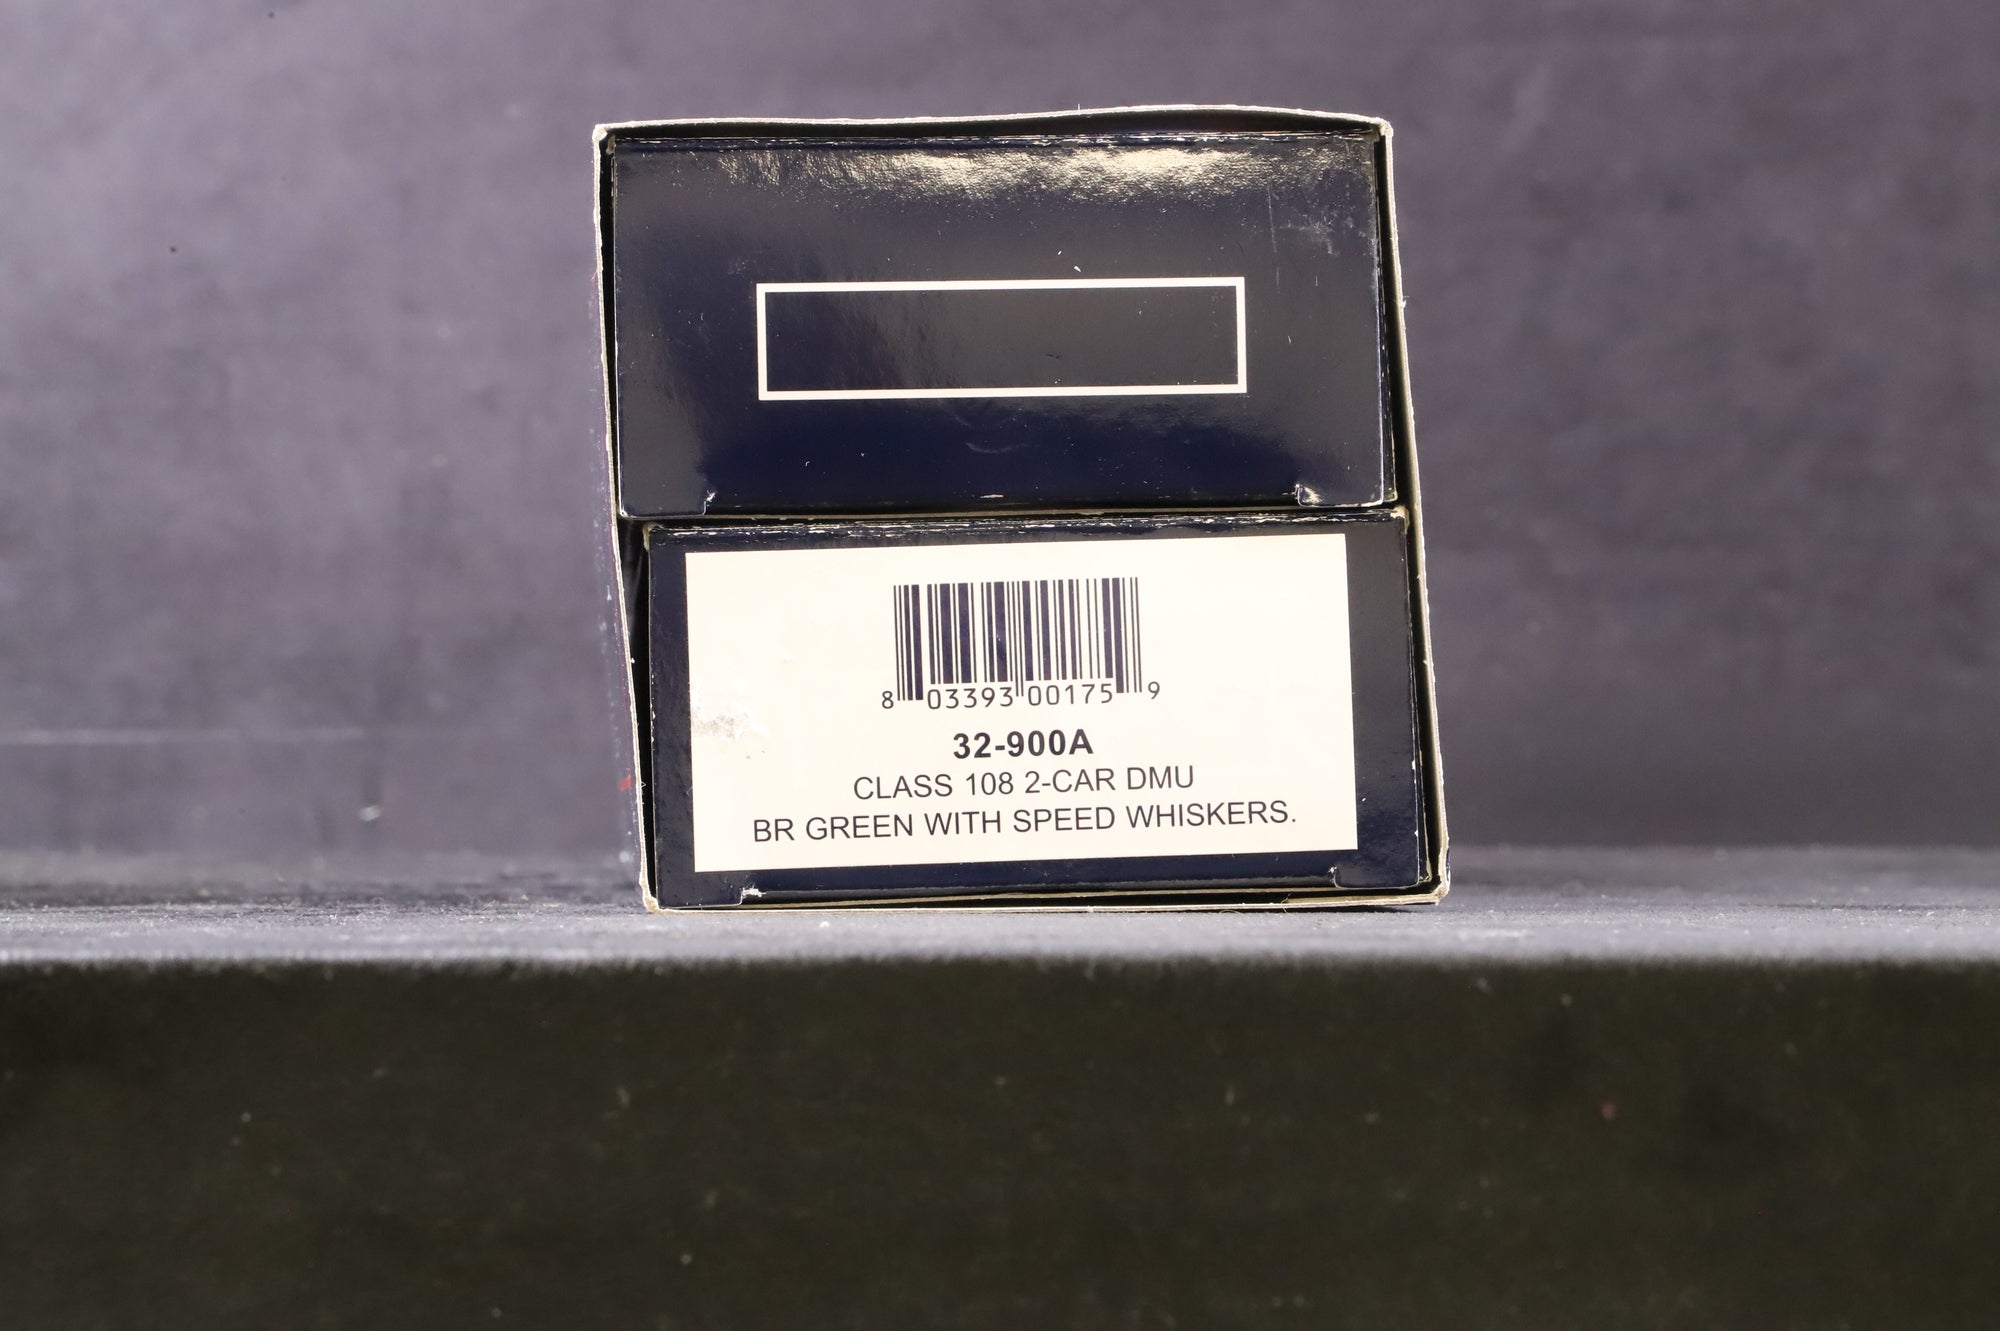 8 03393 00175 9
32-900A
CLASS 108 2-CAR DMU
BR GREEN WITH SPEED WHISKERS.